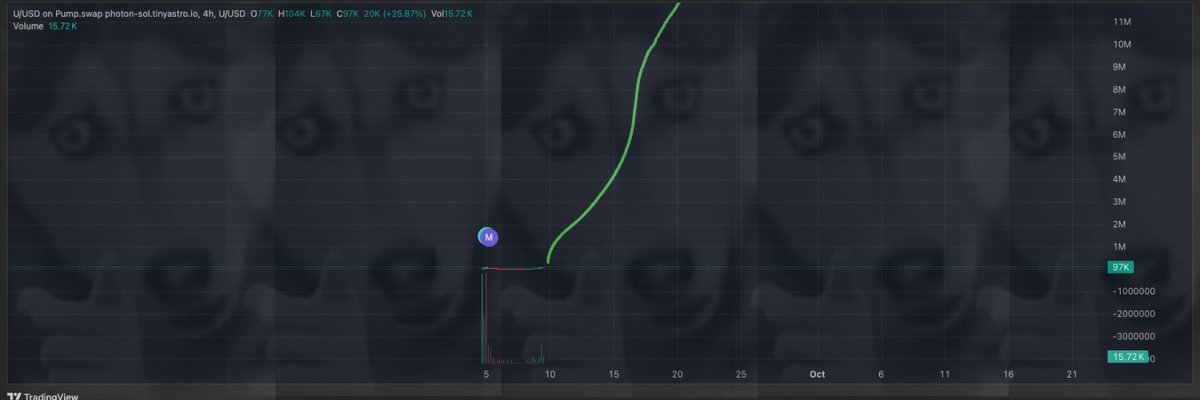 U/USD on Pump.swap photon-sol.tinyastro.io, 4h, U/USD O77K H104K L67K C97K 20K (+25.87%) Vol15.72K
Volume 15.72K
11M
10M
9M
8M
7M
6M
5M
4M
3M
2M
M
1M
97K
-1000000
-2000000
-3000000
15.72K
5 10 15 20 25 Oct 6 11 16 21
TradingView